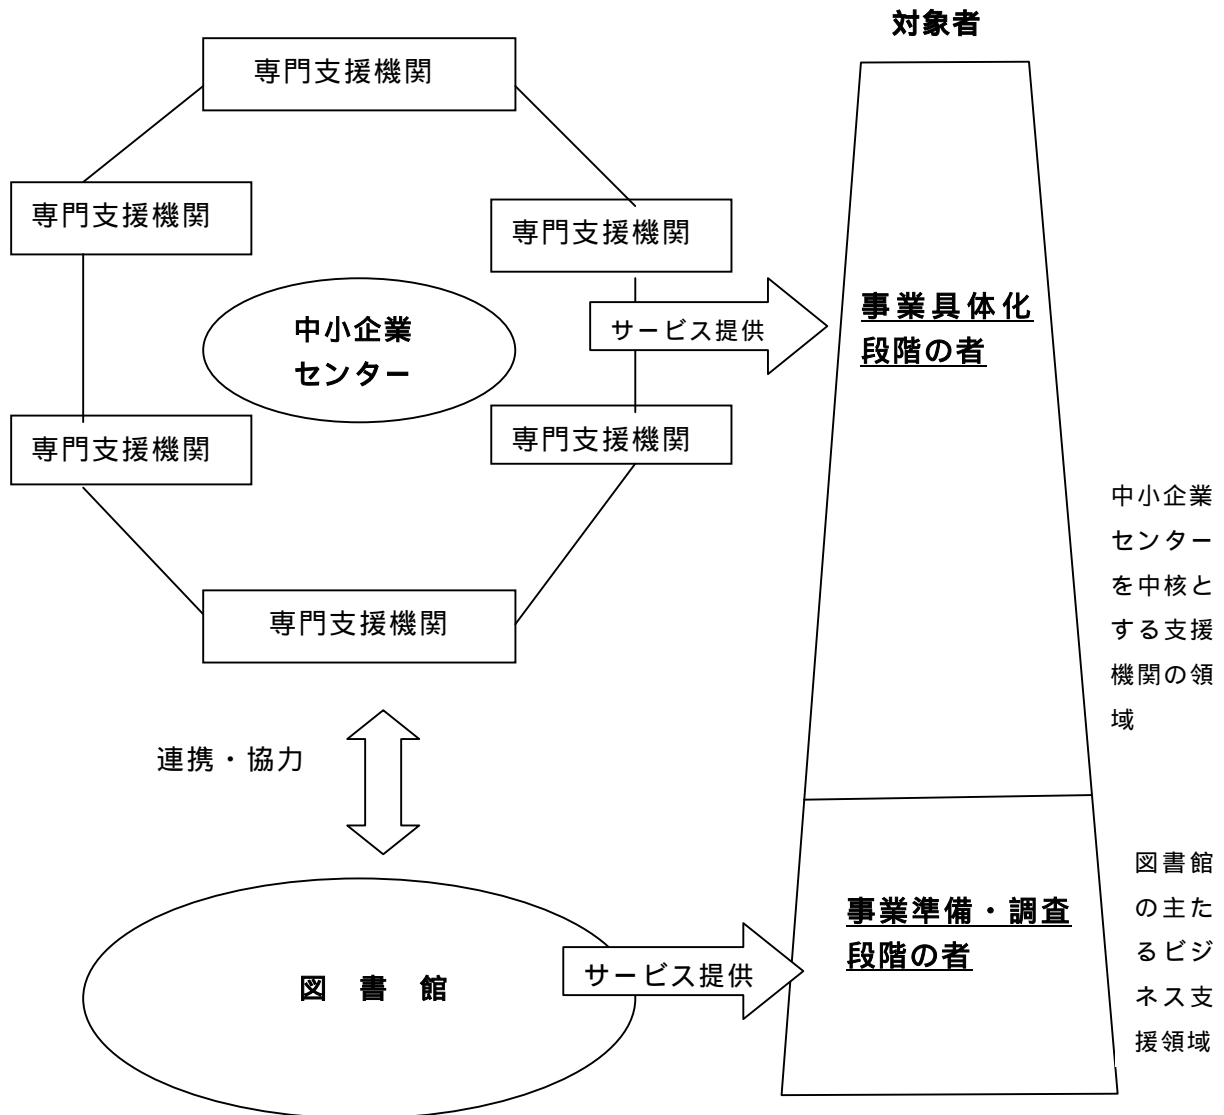 対象者
専門支援機関
専門支援機関
専門支援機関
中小企業
センター
サービス提供
事業具体化
段階の者
専門支援機関
専門支援機関
中小企業
センター
を中核と
する支援
機関の領
域
専門支援機関
連携・協力
図書館
の主た
るビジ
ネス支
援領域
事業準備・調査
段階の者
図 書 館
サービス提供